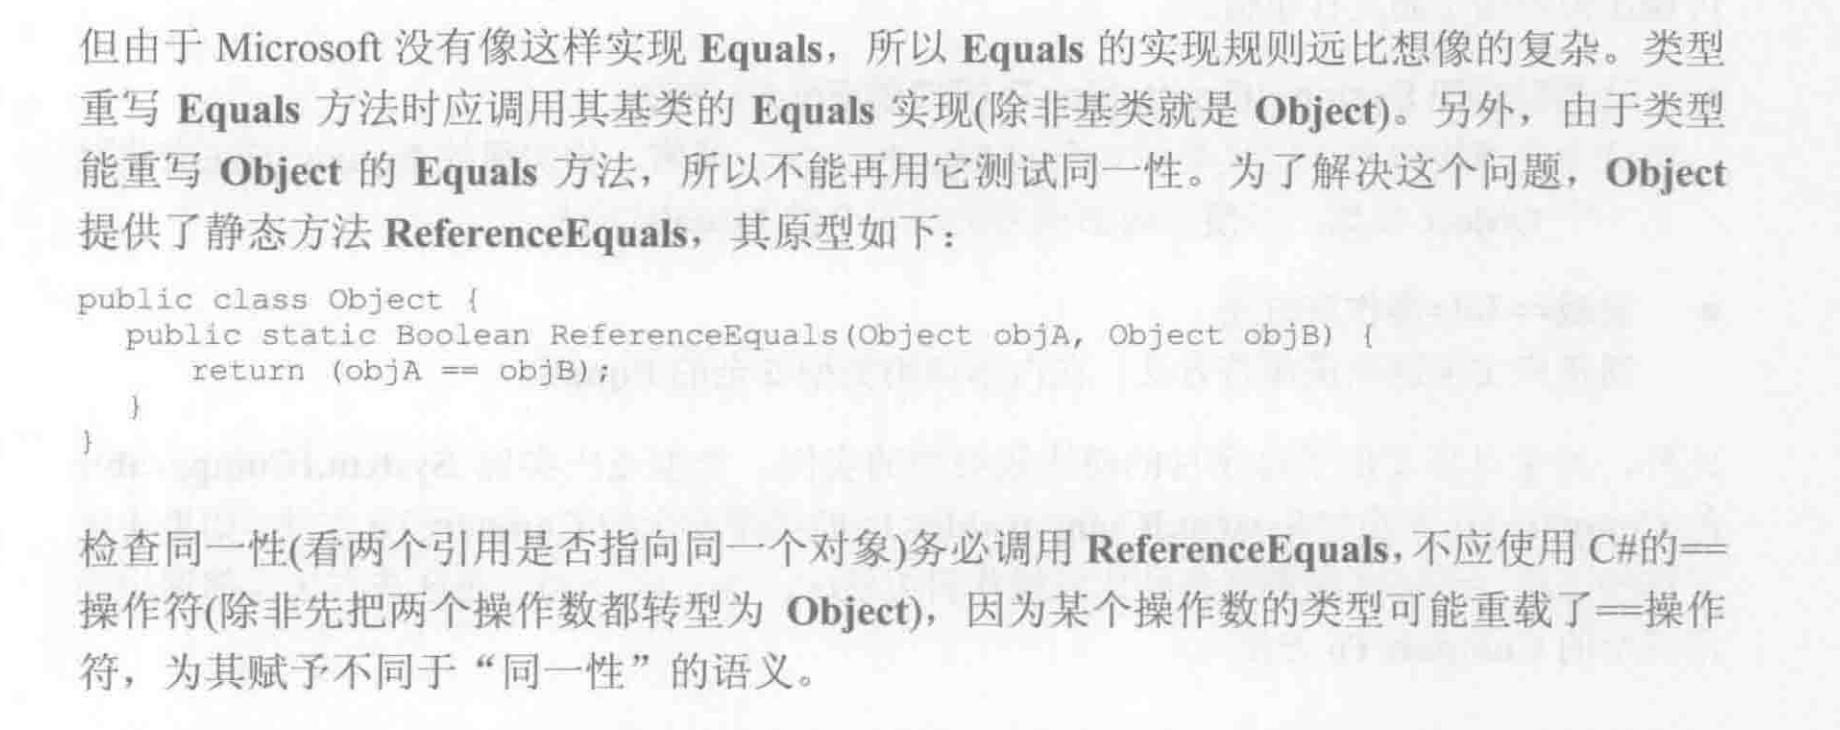 但由于 Microsoft 没有像这样实现 Equals，所以 Equals 的实现规则远比想像的复杂。类型
重写 Equals 方法时应调用其基类的 Equals 实现(除非基类就是 Object)。另外，由于类型
能重写 Object 的 Equals 方法，所以不能再用它测试同一性。为了解决这个问题，Object
提供了静态方法 ReferenceEquals，其原型如下：
public class Object {
public static Boolean ReferenceEquals(Object objA, Object objB) {
return (objA == objB);
}
}
检查同一性(看两个引用是否指向同一个对象)务必调用 ReferenceEquals，不应使用 C#的==
操作符(除非先把两个操作数都转型为 Object)，因为某个操作数的类型可能重载了==操作
符，为其赋予不同于“同一性”的语义。